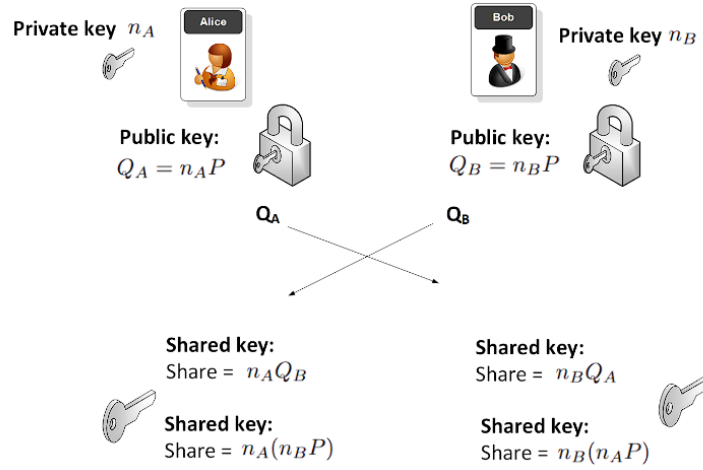 Alice
Bob
Private key n_A
Private key n_B
Public key:
Q_A = n_A P
Public key:
Q_B = n_B P
Q_A
Q_B
Shared key:
Share = n_A Q_B
Shared key:
Share = n_B Q_A
Shared key:
Share = n_A(n_B P)
Shared key:
Share = n_B(n_A P)